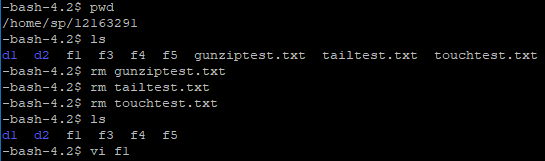 -bash-4.2$ pwd
/home/sp/12163291
-bash-4.2$ ls
d1  d2  f1  f3  f4  f5  gunziptest.txt  tailtest.txt  touchtest.txt
-bash-4.2$ rm gunziptest.txt
-bash-4.2$ rm tailtest.txt
-bash-4.2$ rm touchtest.txt
-bash-4.2$ ls
d1  d2  f1  f3  f4  f5
-bash-4.2$ vi f1